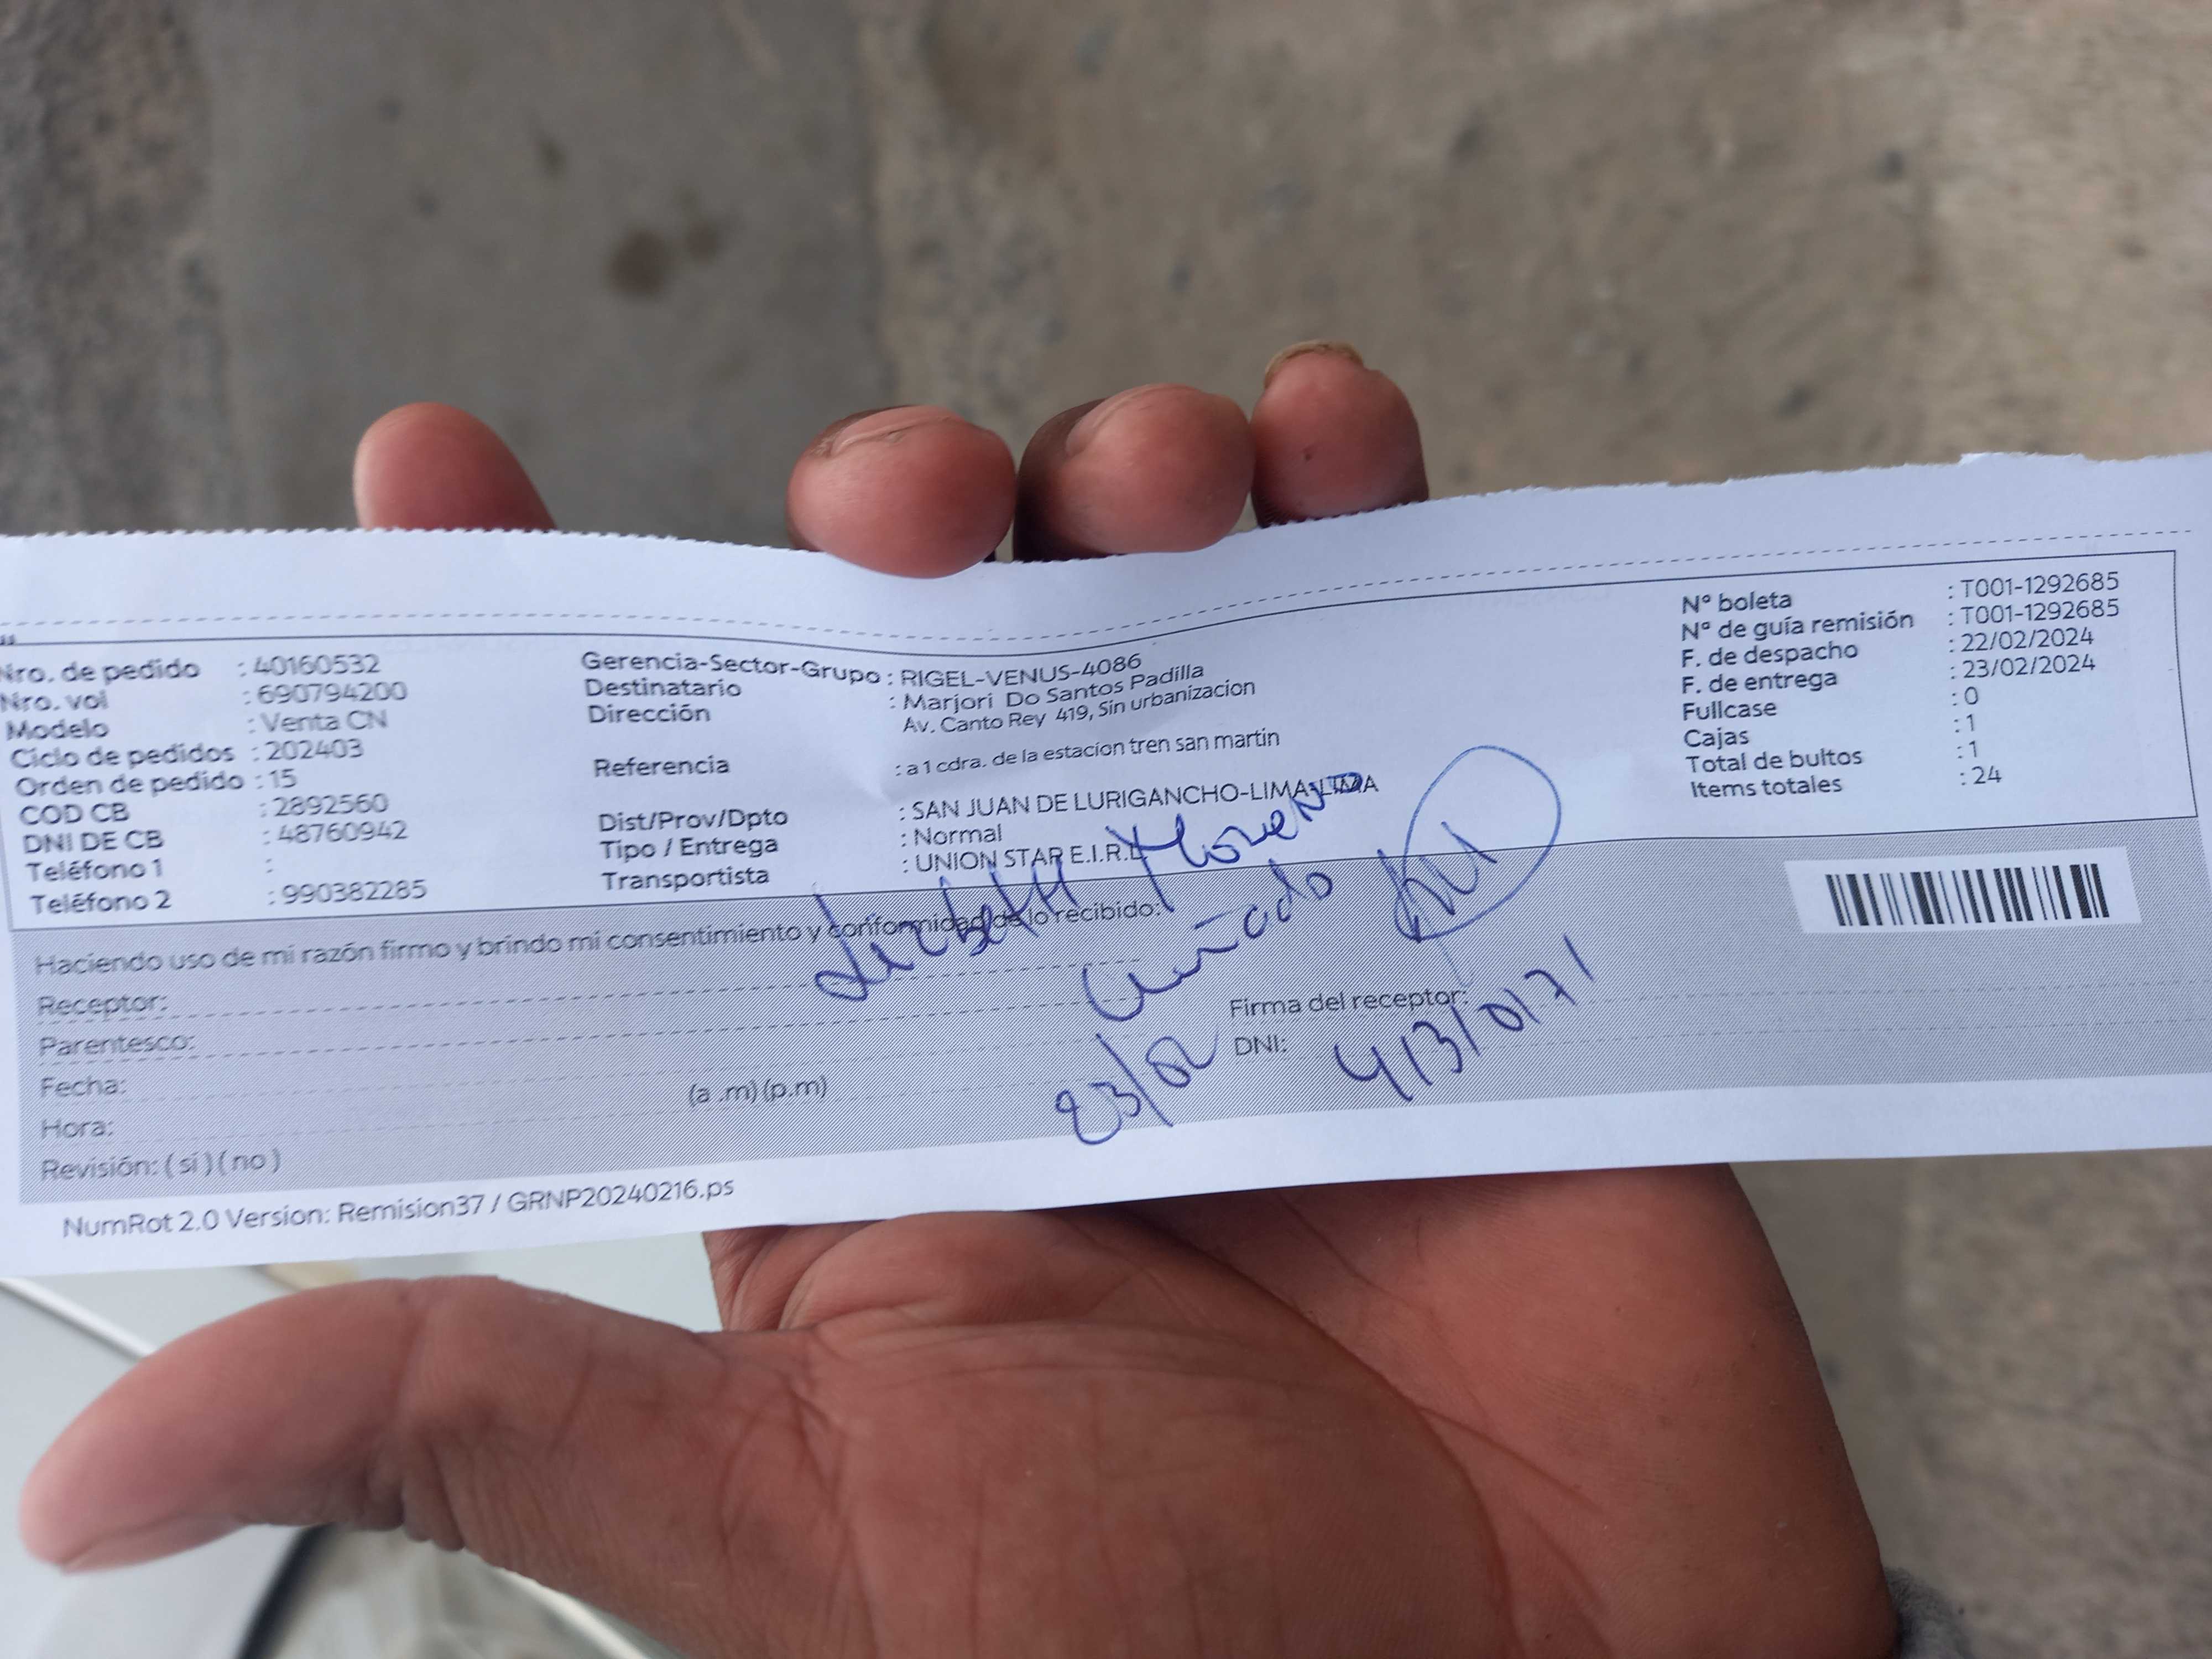 Nro. de pedido : 40160532
Nro. vol : 690794200
Modelo : Venta CN
Ciclo de pedidos : 202403
Orden de pedido : 15
COD CB : 2892560
DNI DE CB : 48760942
Teléfono 1 :
Teléfono 2 : 990382285
Gerencia-Sector-Grupo : RIGEL-VENUS-4086
Destinatario : Marjori Do Santos Padilla
Dirección Av. Canto Rey 419, Sin urbanizacion
Referencia : a 1 cdra. de la estacion tren san martin
Dist/Prov/Dpto : SAN JUAN DE LURIGANCHO-LIMA-LIMA
Tipo / Entrega : Normal
Transportista : UNION STAR E.I.R.L
N° boleta : T001-1292685
N° de guía remisión : T001-1292685
F. de despacho : 22/02/2024
F. de entrega : 23/02/2024
Fullcase : 0
Cajas : 1
Total de bultos : 1
Items totales : 24
Haciendo uso de mi razón firmo y brindo mi consentimiento y conformidad de lo recibido:
Receptor: Moreno
Parentesco: Cuñado
Firma del receptor:
Fecha: 23/02
DNI:
Hora: (a .m) (p.m)
Revisión: ( si ) ( no )
NumRot 2.0 Version: Remision37 / GRNP20240216.ps